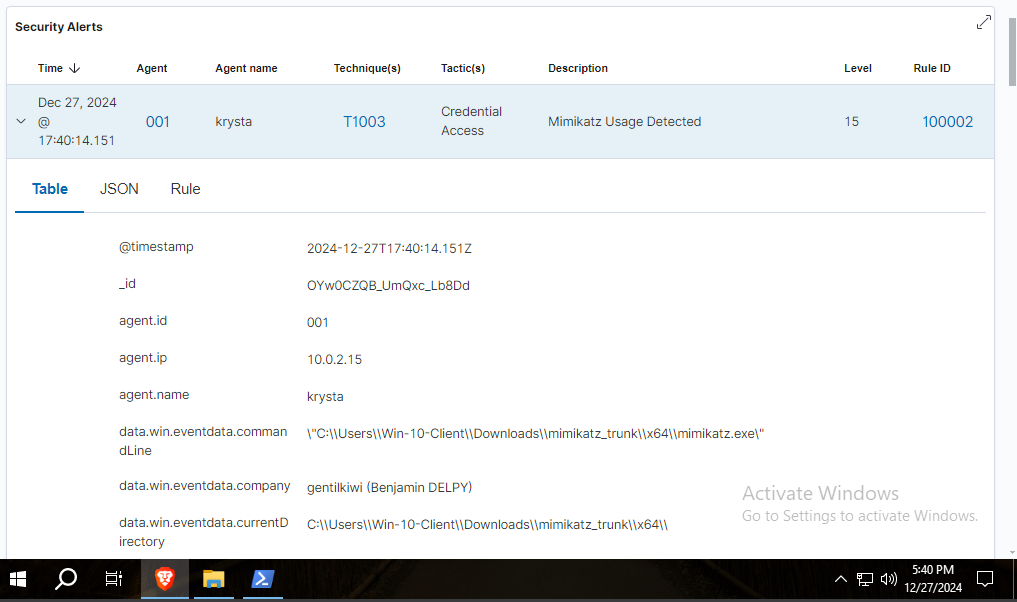 Security Alerts
Time Agent Agent name Technique(s) Tactic(s) Description Level Rule ID
Dec 27, 2024
@
17:40:14.151
001 krysta T1003
Credential
Access
Mimikatz Usage Detected 15 100002
Table JSON Rule
@timestamp 2024-12-27T17:40:14.151Z
_id OYw0CZQB_UmQxc_Lb8Dd
agent.id 001
agent.ip 10.0.2.15
agent.name krysta
data.win.eventdata.comman
dLine
\"C:\\Users\\Win-10-Client\\Downloads\\mimikatz_trunk\\x64\\mimikatz.exe\"
data.win.eventdata.company gentilkiwi (Benjamin DELPY)
data.win.eventdata.currentD
irectory
C:\\Users\\Win-10-Client\\Downloads\\mimikatz_trunk\\x64\\
Activate Windows
Go to Settings to activate Windows.
5:40 PM
12/27/2024